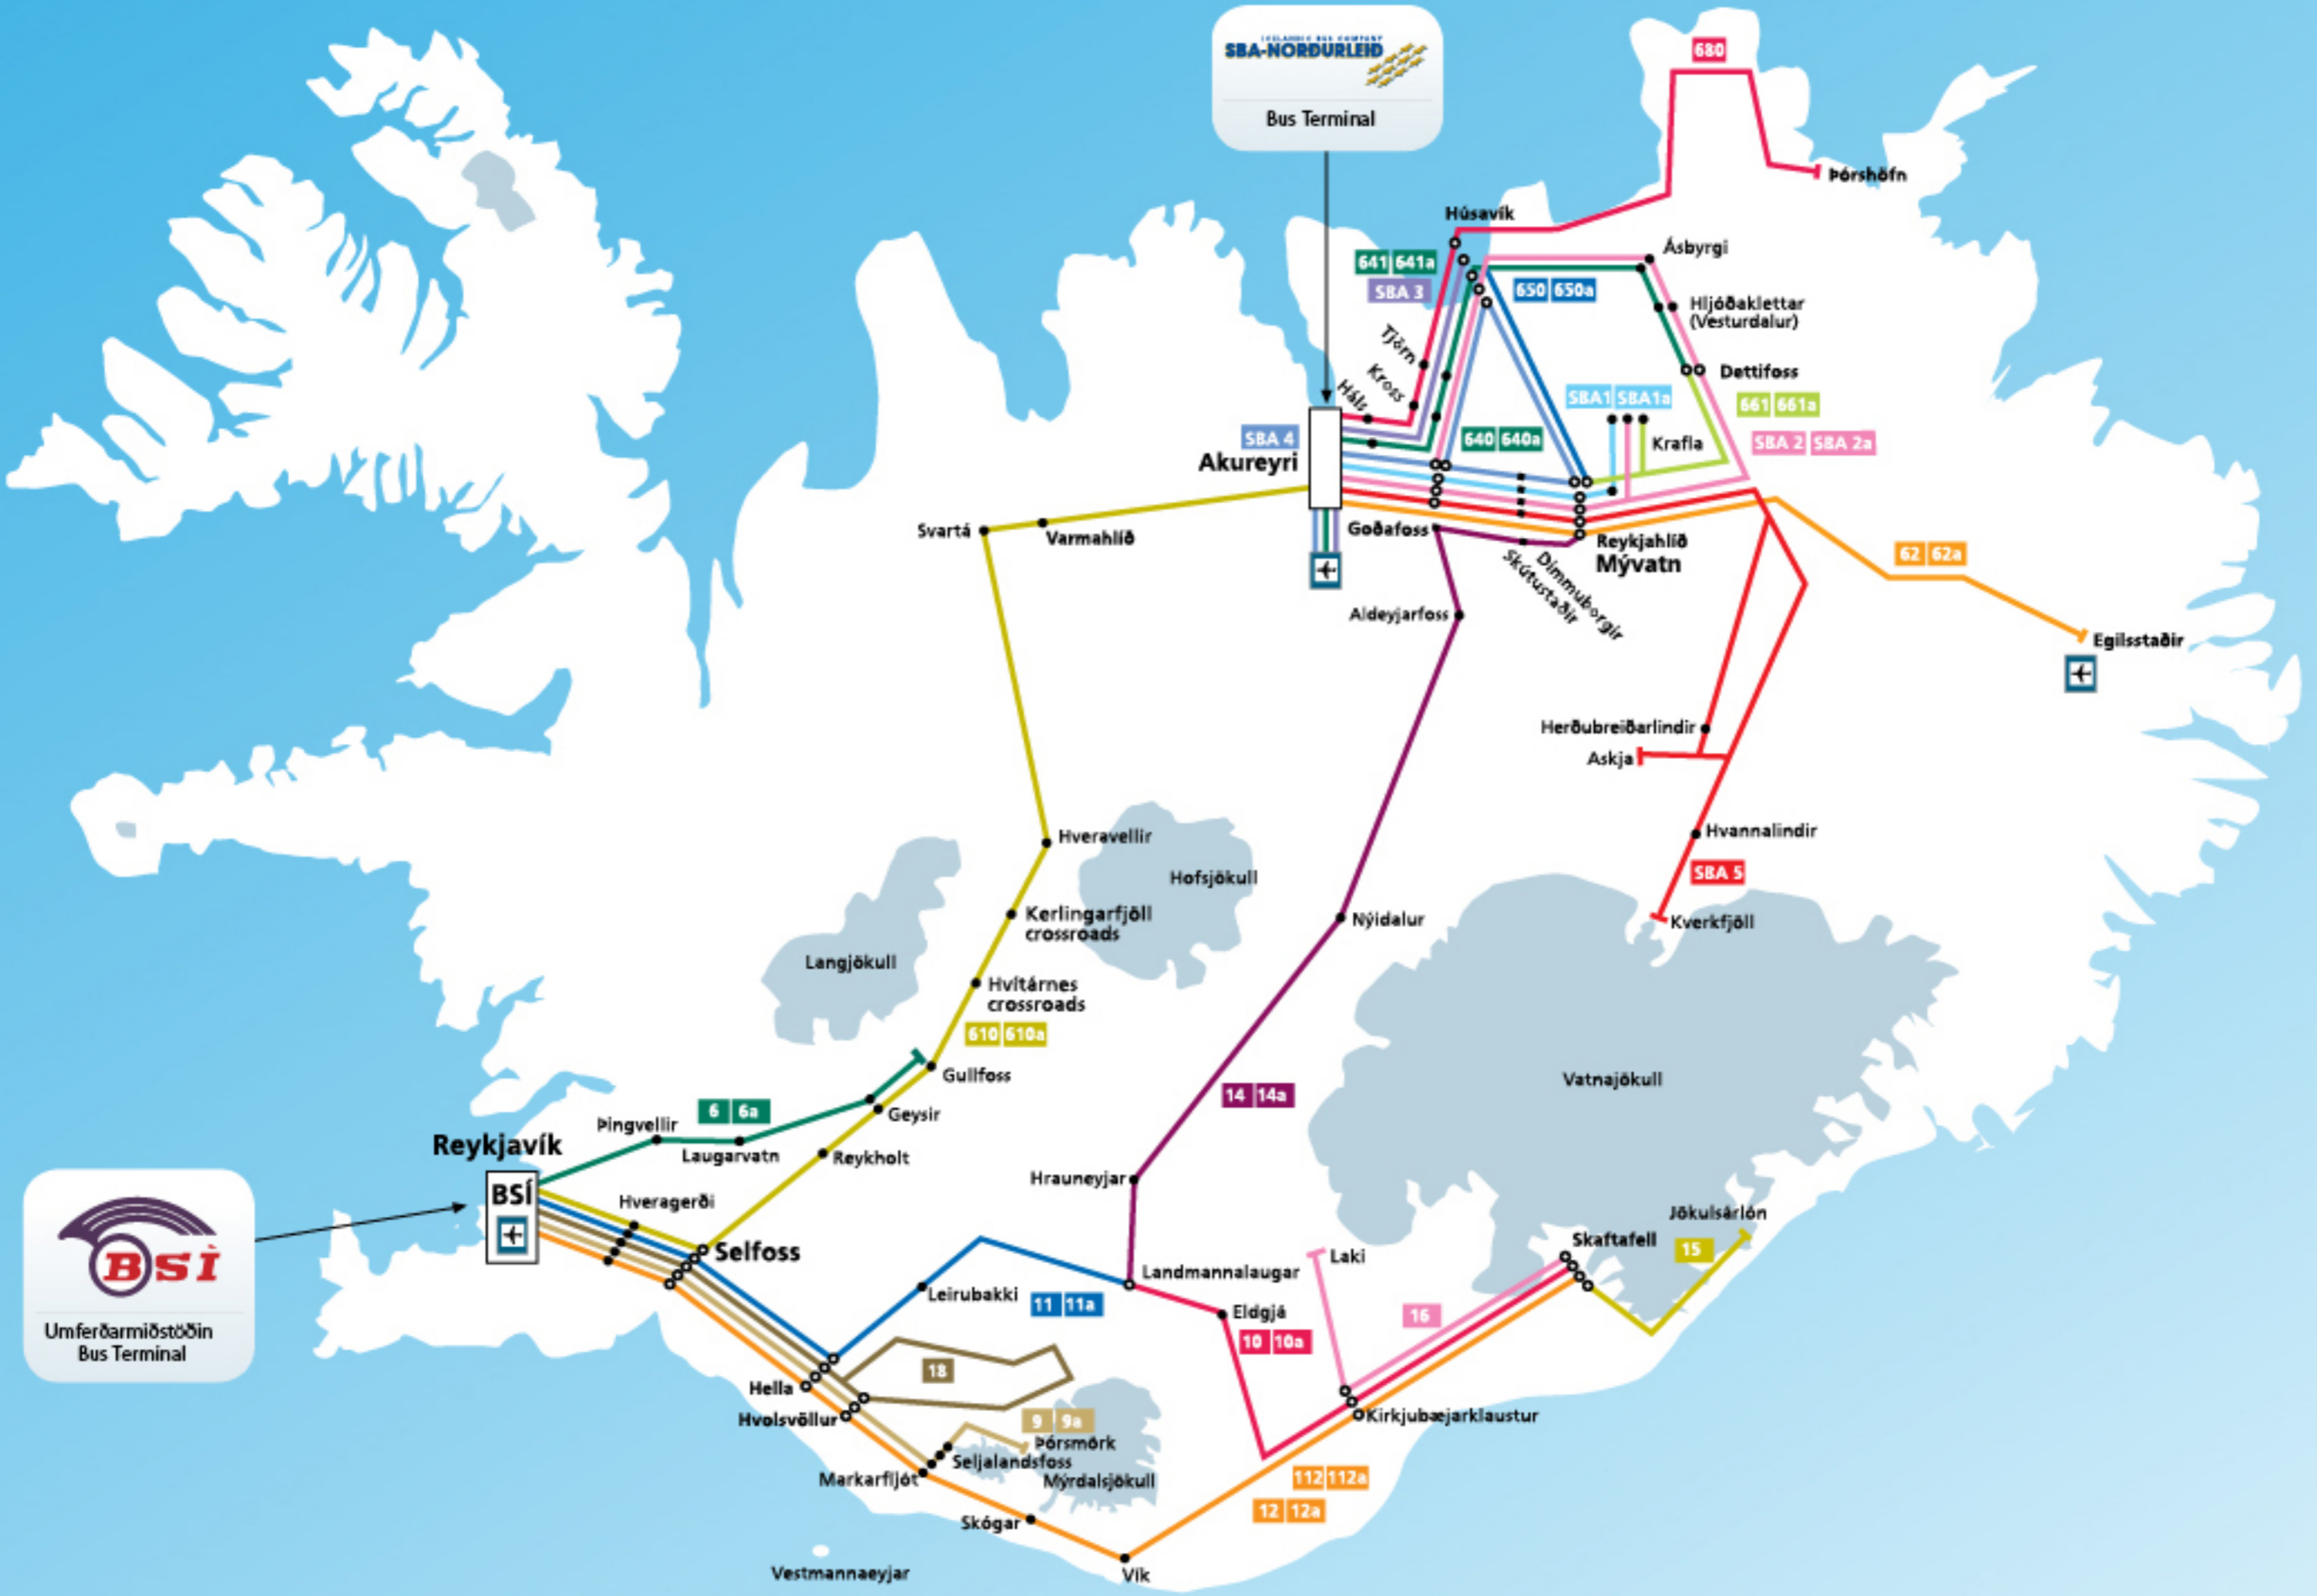 ICELANDIC BUS COMPANY
SBA-NORÐURLEIÐ
Bus Terminal
680
Þórshöfn
Húsavík
Ásbyrgi
641 641a
SBA 3
650 650a
Hljóðaklettar
(Vesturdalur)
Tjörn
Kross
Háls
Dettifoss
SBA1 SBA1a
661 661a
SBA 4
640 640a
Krafla
SBA 2 SBA 2a
Akureyri
Svartá
Varmahlíð
Goðafoss
Reykjahlíð
Mývatn
Skútustaðir
Dimmuborgir
62 62a
Aldeyjarfoss
Egilsstaðir
Herðubreiðarlindir
Askja
Hveravellir
Hvannalindir
Hofsjökull
SBA 5
Kerlingarfjöll
crossroads
Nýidalur
Kverkfjöll
Langjökull
Hvítárnes
crossroads
610 610a
Gullfoss
Vatnajökull
14 14a
6 6a
Geysir
Þingvellir
Reykjavík
Laugarvatn
Reykholt
BSÍ
Hrauneyjar
Hveragerði
Jökulsárlón
Selfoss
Skaftafell
15
BSÌ
Umferðarmiðstöðin
Bus Terminal
Landmannalaugar
Laki
Leirubakki
11 11a
Eldgjá
16
10 10a
18
Hella
Hvolsvöllur
9 9a
Kirkjubæjarklaustur
Þórsmörk
Seljalandsfoss
Markarfljót
Mýrdalsjökull
112 112a
12 12a
Skógar
Vestmannaeyjar
Vík